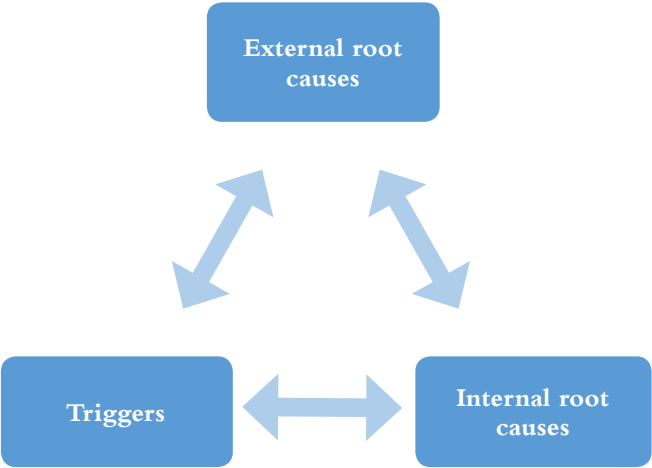 External root
causes
Triggers
Internal root
causes